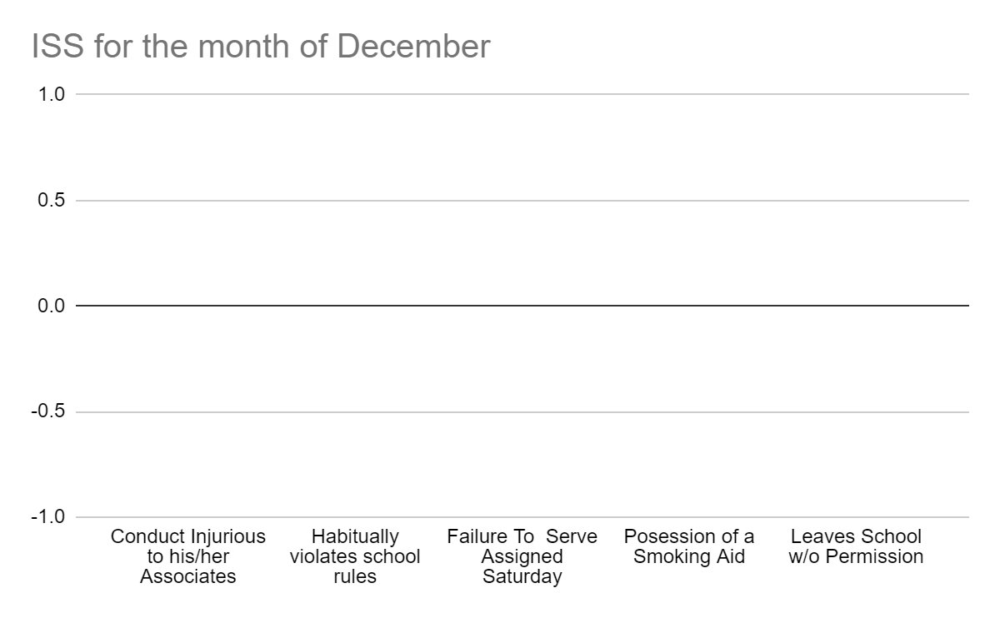 ISS for the month of December
1.0
0.5
0.0
-0.5
-1.0
Conduct Injurious
to his/her
Associates
Habitually
violates school
rules
Failure To  Serve
Assigned
Saturday
Posession of a
Smoking Aid
Leaves School
w/o Permission